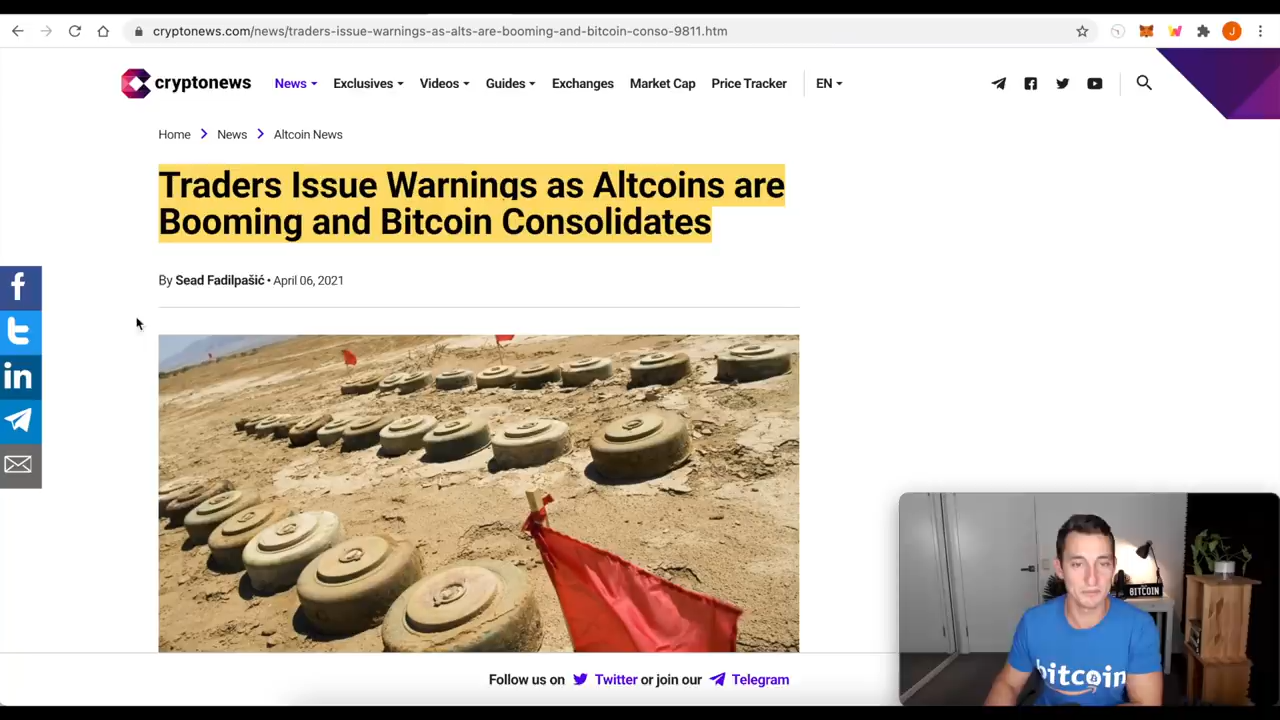 cryptonews.com/news/traders-issue-warnings-as-alts-are-booming-and-bitcoin-conso-9811.htm
J
cryptonews
News Exclusives Videos Guides Exchanges Market Cap Price Tracker EN
Home News Altcoin News
Traders Issue Warnings as Altcoins are
Booming and Bitcoin Consolidates
By Sead Fadilpašić • April 06, 2021
BITCOIN
bitcoin
Follow us on Twitter or join our Telegram